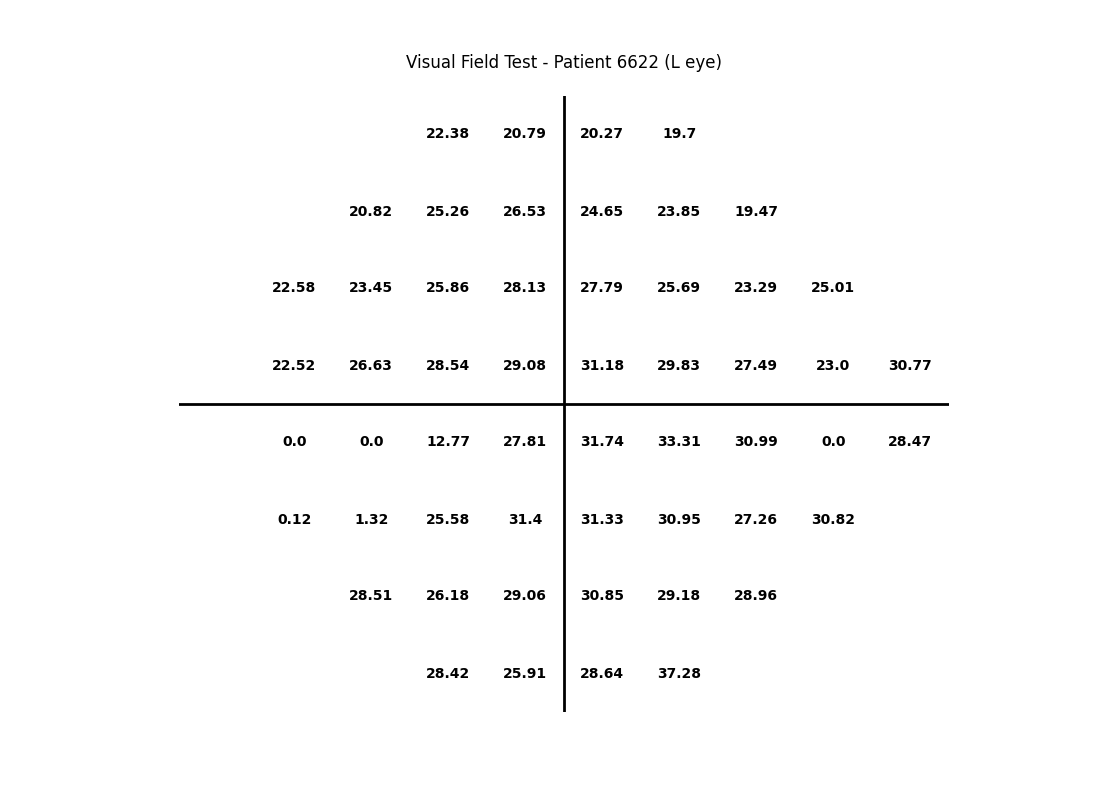 Visual Field Test - Patient 6622 (L eye)
22.38 20.79 20.27 19.7
20.82 25.26 26.53 24.65 23.85 19.47
22.58 23.45 25.86 28.13 27.79 25.69 23.29 25.01
22.52 26.63 28.54 29.08 31.18 29.83 27.49 23.0 30.77
0.0 0.0 12.77 27.81 31.74 33.31 30.99 0.0 28.47
0.12 1.32 25.58 31.4 31.33 30.95 27.26 30.82
28.51 26.18 29.06 30.85 29.18 28.96
28.42 25.91 28.64 37.28